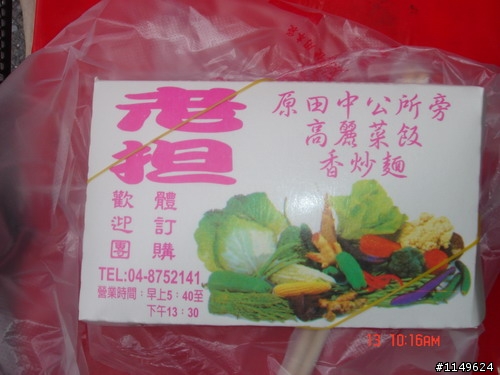 老担
原田中公所旁
高麗菜飯
香炒麵
歡迎團體訂購
TEL:04-8752141
營業時間：早上5：40至
下午13：30
13 10:16AM
#1149624